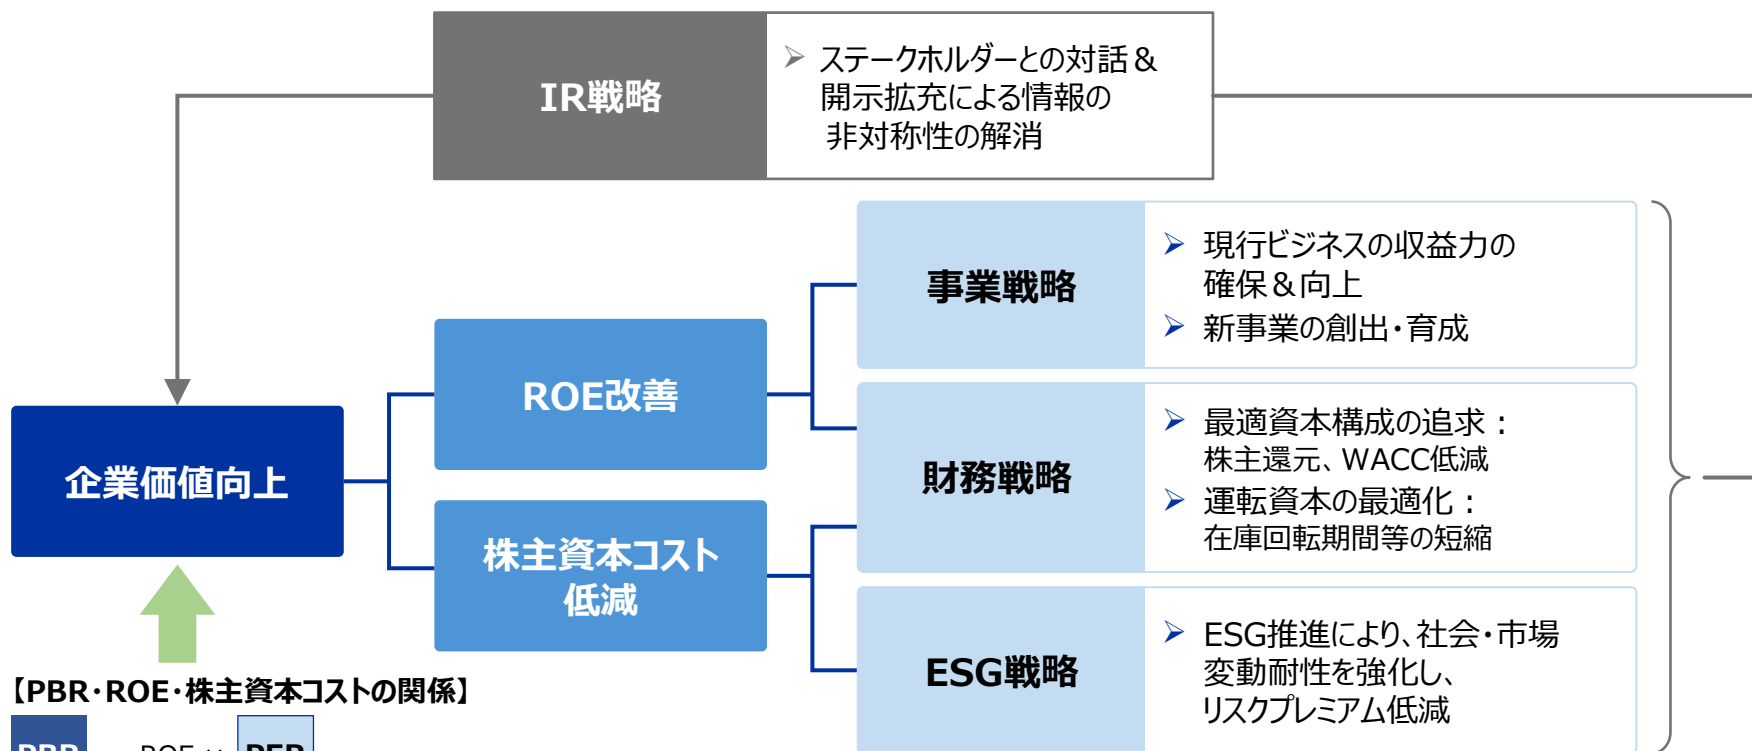 IR戦略
➢ ステークホルダーとの対話＆
開示拡充による情報の
非対称性の解消
事業戦略
➢ 現行ビジネスの収益力の
確保＆向上
➢ 新事業の創出・育成
ROE改善
企業価値向上
財務戦略
➢ 最適資本構成の追求：
株主還元、WACC低減
➢ 運転資本の最適化：
在庫回転期間等の短縮
株主資本コスト
低減
ESG戦略
➢ ESG推進により、社会・市場
変動耐性を強化し、
リスクプレミアム低減
【PBR・ROE・株主資本コストの関係】
PBR ROE × PER